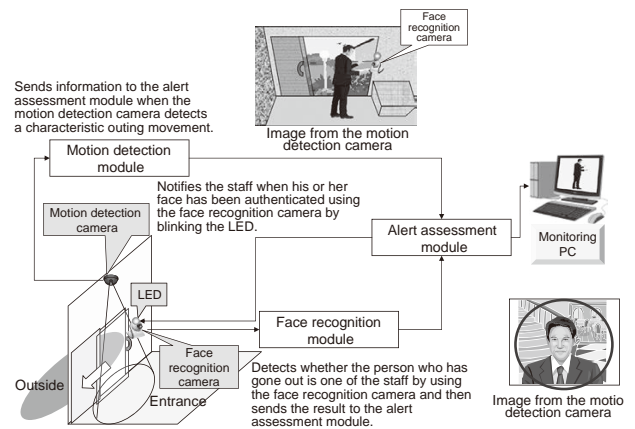 Face
recognition
camera
Sends information to the alert
assessment module when the
motion detection camera detects
a characteristic outing movement.
Image from the motion
detection camera
Motion detection
module
Notifies the staff when his or her
face has been authenticated using
the face recognition camera by
blinking the LED.
Motion detection
camera
Alert assessment
module
Monitoring
PC
LED
Face recognition
module
Face
recognition
camera
Outside
Entrance
Detects whether the person who has
gone out is one of the staff by using
the face recognition camera and then
sends the result to the alert
assessment module.
Image from the motio
detection camera